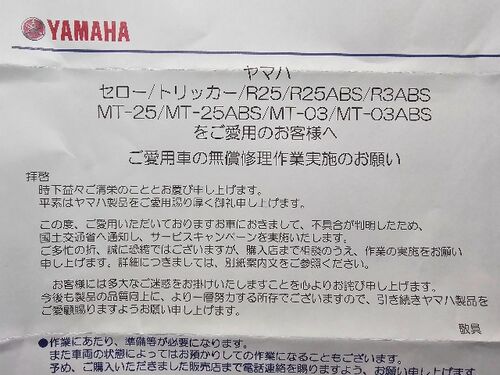 YAMAHA
ヤマハ
セロー/トリッカー/R25/R25ABS/R3ABS
MT-25/MT-25ABS/MT-03/MT-03ABS
をご愛用のお客様へ
ご愛用車の無償修理作業実施のお願い
拝啓
時下益々ご清栄のこととお慶び申し上げます。
平素はヤマハ製品をご愛用賜り厚く御礼申し上げます。
この度、ご愛用いただいておりますお車におきまして、不具合が判明したため、
国土交通省へ通知し、サービスキャンペーンを実施いたします。
ご多忙の折、誠に恐縮ではございますが、購入店まで相談のうえ、作業の実施をお願い
申し上げます。詳細につきましては、別紙案内文をご参照ください。
お客様には多大なご迷惑をお掛けいたしますことを心よりお詫び申し上げます。
今後も製品の品質向上に、より一層努力する所存でございますので、引き続きヤマハ製品を
ご愛顧賜りますようお願い申し上げます。
敬具
●作業にあたり、準備等が必要になります。
また車両の状態によってはお預かりしての作業になることもございます。
予め、ご購入いただきました販売店まで電話連絡を賜りますよう、お願い申し上げます